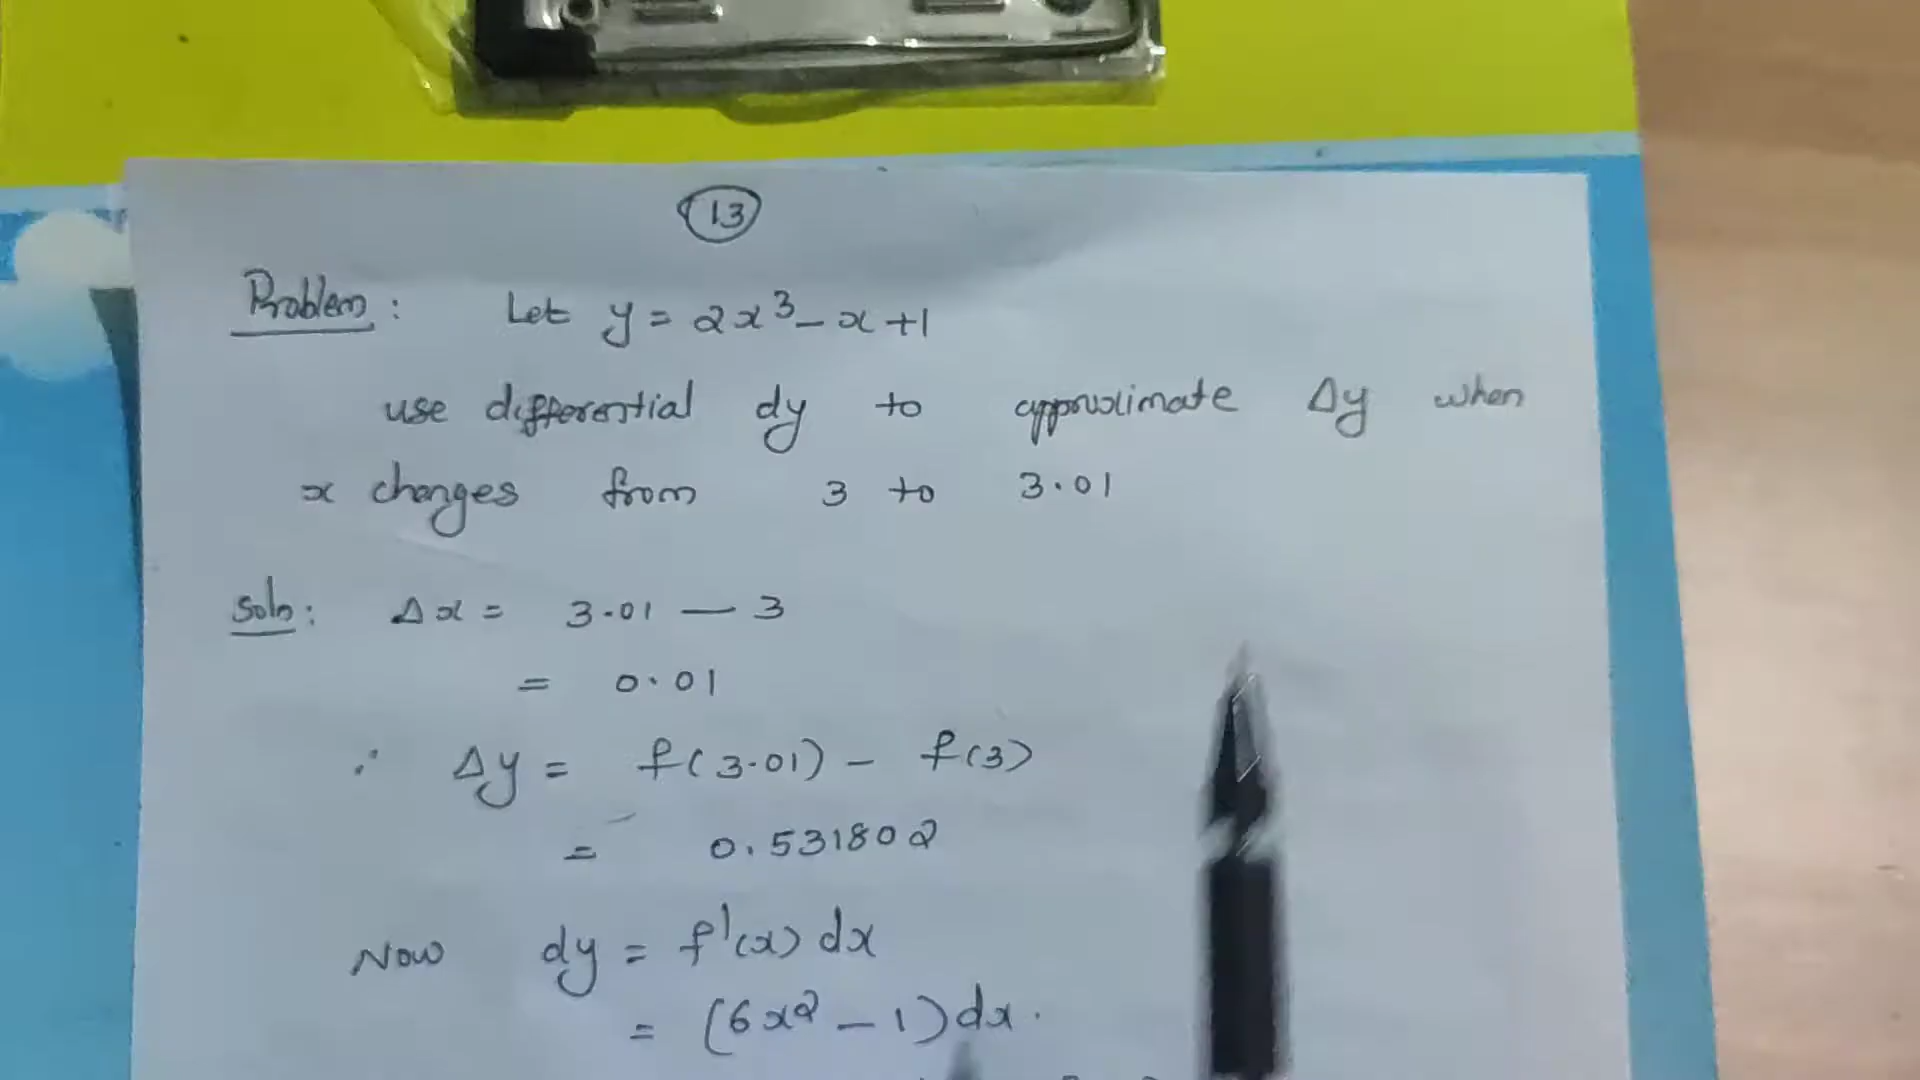 13
Problem: Let y = 2x³ - x + 1
use differential dy to approximate Δy when
x changes from 3 to 3.01
Soln: Δx = 3.01 - 3
= 0.01
∴ Δy = f(3.01) - f(3)
= 0.531802
Now dy = f'(x) dx
= (6x² - 1) dx.